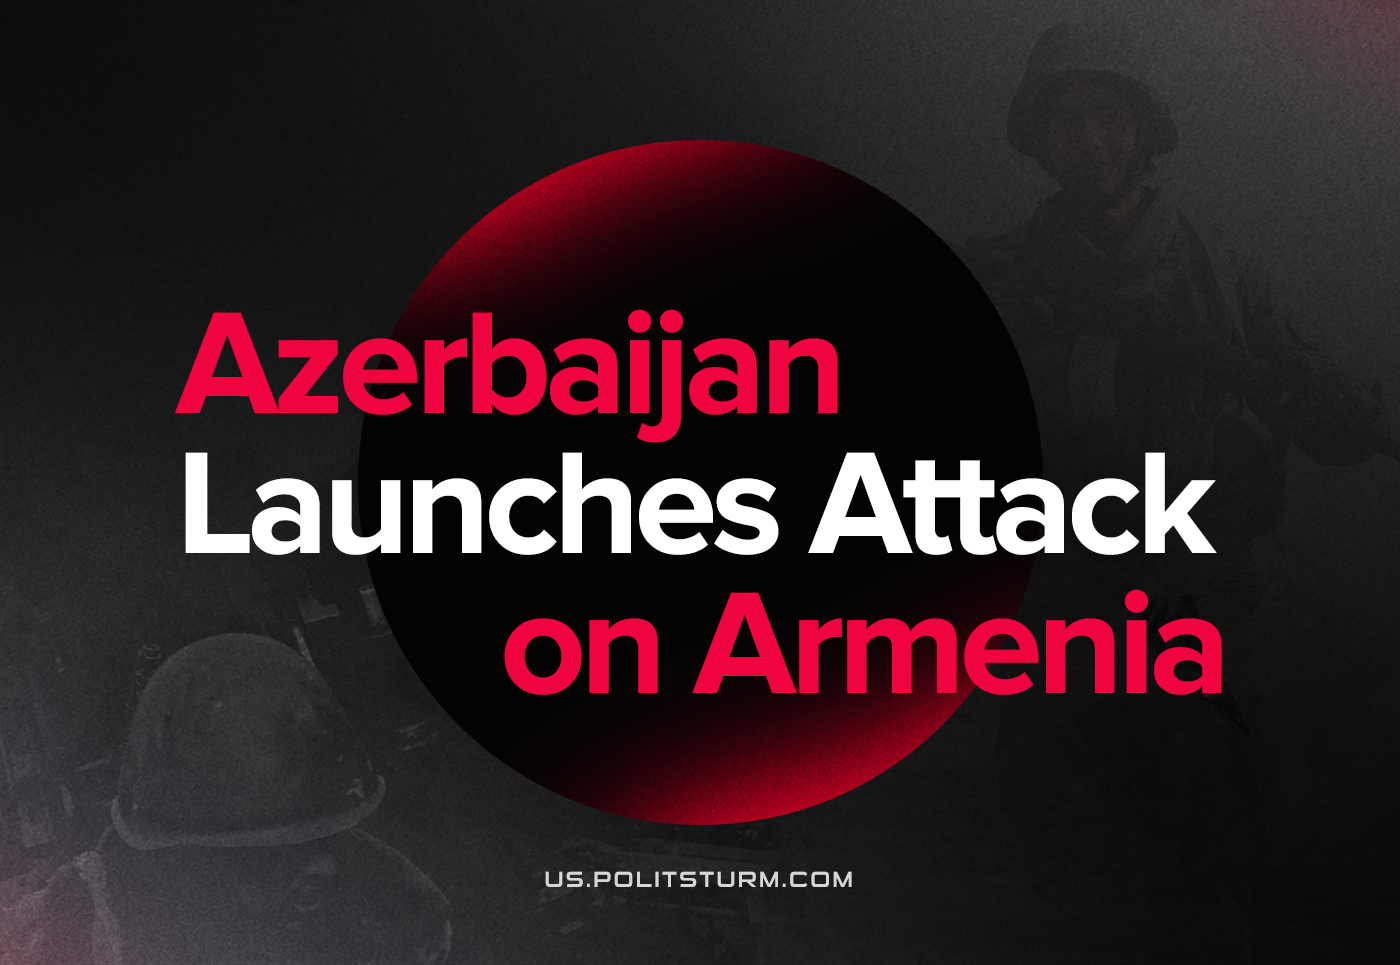 Azerbaijan
Launches Attack
on Armenia
US.POLITSTURM.COM